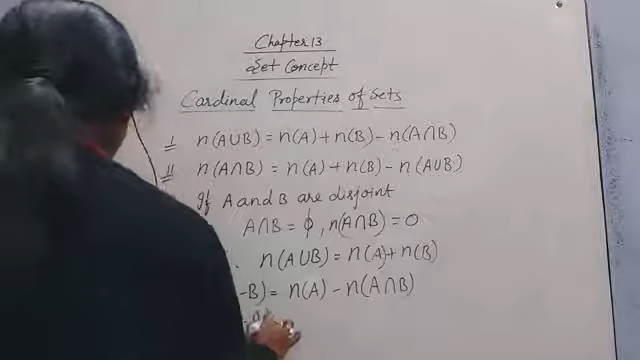 Chapter 13
Set Concept
Cardinal Properties of Sets
I n(A∪B) = n(A) + n(B) - n(A∩B)
II n(A∩B) = n(A) + n(B) - n(A∪B)
If A and B are disjoint
A∩B = ϕ, n(A∩B) = 0
n(A∪B) = n(A) + n(B)
-B) = n(A) - n(A∩B)